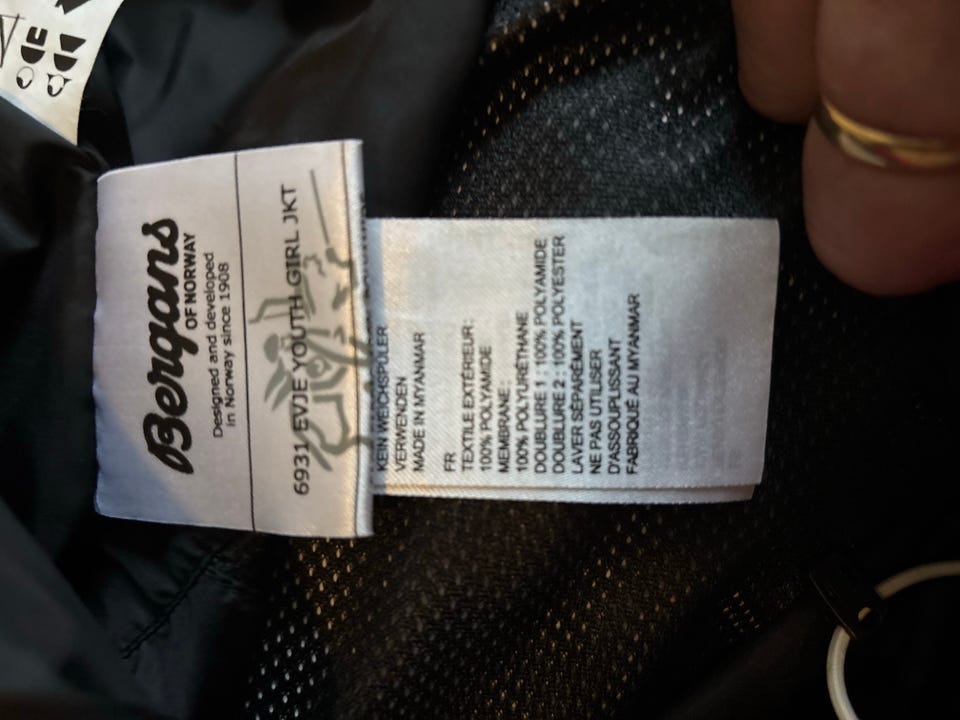 Bergans
OF NORWAY
Designed and developed
in Norway since 1908
6931 EVJE YOUTH GIRL JKT
KEIN WEICHSPÜLER
VERWENDEN
MADE IN MYANMAR
FR
TEXTILE EXTÉRIEUR:
100% POLYAMIDE
MEMBRANE:
100% POLYURÉTHANE
DOUBLURE 1 : 100% POLYAMIDE
DOUBLURE 2 : 100% POLYESTER
LAVER SÉPARÉMENT
NE PAS UTILISER
D'ASSOUPLISSANT
FABRIQUÉ AU MYANMAR